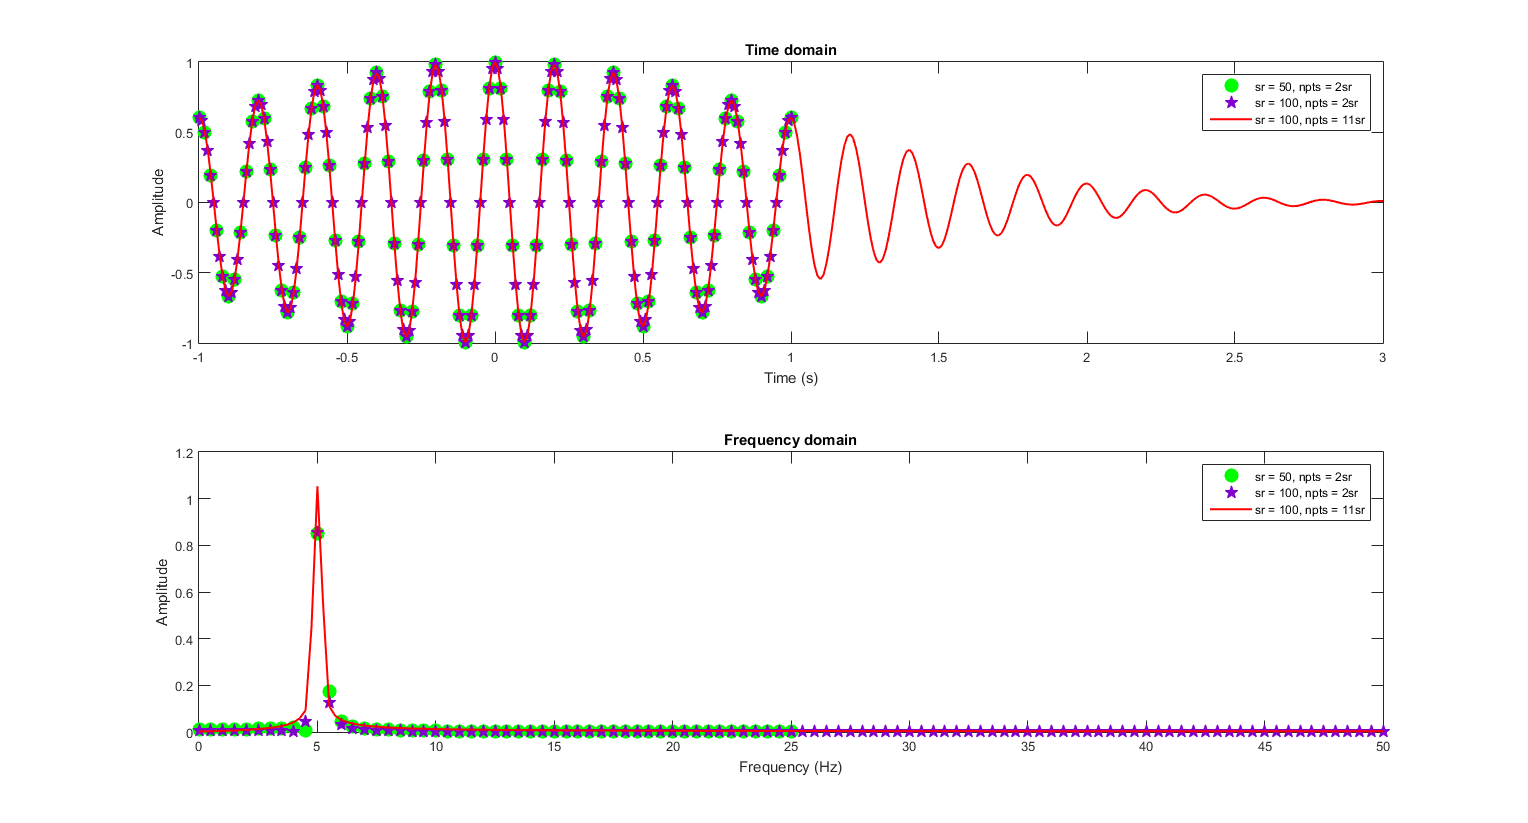 Time domain
Amplitude
1
0.5
0
-0.5
-1
sr = 50, npts = 2sr
sr = 100, npts = 2sr
sr = 100, npts = 11sr
-1 -0.5 0 0.5 1 1.5 2 2.5 3
Time (s)
Frequency domain
Amplitude
1.2
1
0.8
0.6
0.4
0.2
0
sr = 50, npts = 2sr
sr = 100, npts = 2sr
sr = 100, npts = 11sr
0 5 10 15 20 25 30 35 40 45 50
Frequency (Hz)